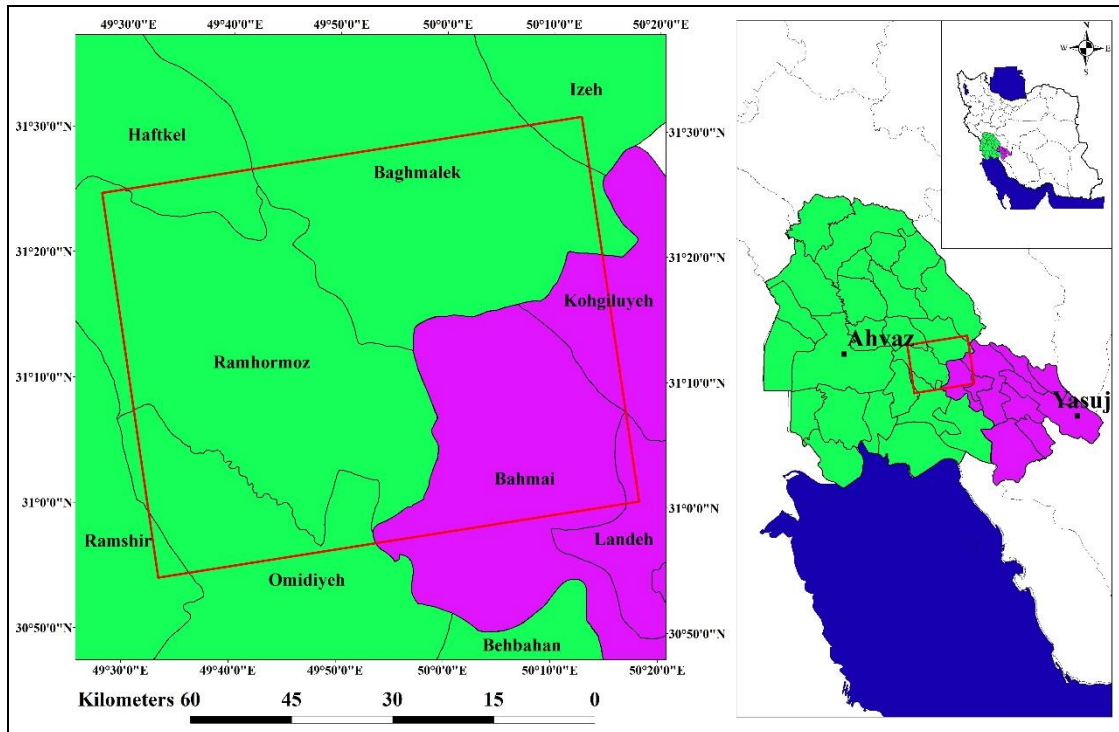 49°30'0"E 49°40'0"E 49°50'0"E 50°0'0"E 50°10'0"E 50°20'0"E
N
W E
S
Izeh
31°30'0"N
Haftkel
31°30'0"N
Baghmalek
31°20'0"N
31°20'0"N
Kohgiluyeh
Ahvaz
Ramhormoz
31°10'0"N
31°10'0"N
Yasuj
Bahmai
31°0'0"N
31°0'0"N
Ramshir
Landeh
Omidiyeh
30°50'0"N
30°50'0"N
Behbahan
49°30'0"E 49°40'0"E 49°50'0"E 50°0'0"E 50°10'0"E 50°20'0"E
Kilometers 60 45 30 15 0